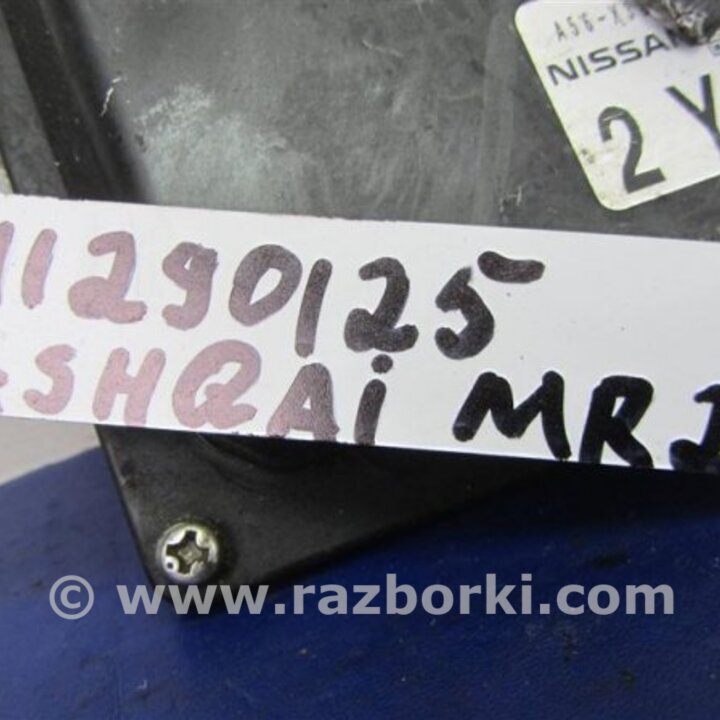 NISSAN
2 Y
11290125
SHQAi MR
© www.razborki.com